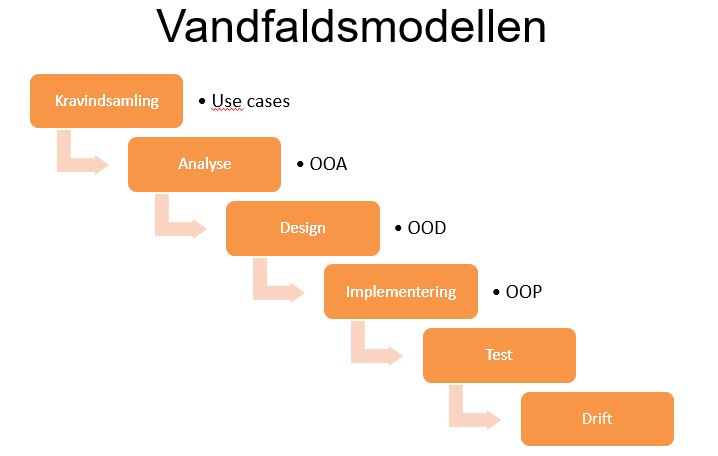 Vandfaldsmodellen
Kravindsamling
• Use cases
Analyse
• OOA
Design
• OOD
Implementering
• OOP
Test
Drift